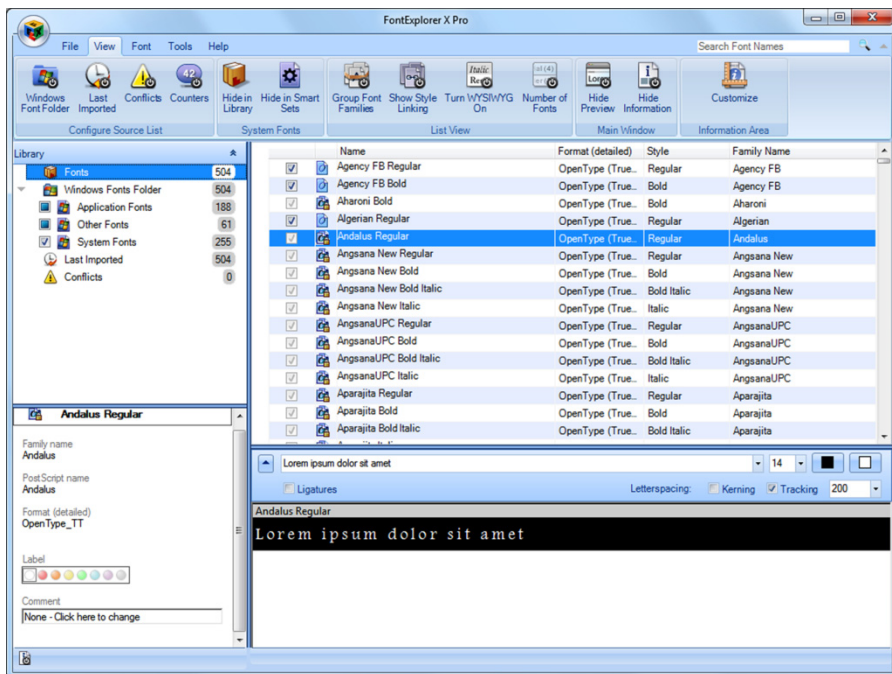 FontExplorer X Pro
File View Font Tools Help
Search Font Names
Windows Font Folder
Last Imported
Conflicts
42
Counters
Hide in Library
Hide in Smart Sets
Group Font Families
Show Style Linking
Italic
Turn WYSIWYG On
Number of Fonts
Hide Preview
Hide Information
Customize
Configure Source List
System Fonts
List View
Main Window
Information Area
Library
Fonts 504
Windows Fonts Folder 504
Application Fonts 188
Other Fonts 61
System Fonts 255
Last Imported 504
Conflicts 0
Name Format (detailed) Style Family Name
Agency FB Regular OpenType (True... Regular Agency FB
Agency FB Bold OpenType (True... Bold Agency FB
Aharoni Bold OpenType (True... Bold Aharoni
Algerian Regular OpenType (True... Regular Algerian
Andalus Regular OpenType (True... Regular Andalus
Angsana New Regular OpenType (True... Regular Angsana New
Angsana New Bold OpenType (True... Bold Angsana New
Angsana New Bold Italic OpenType (True... Bold Italic Angsana New
Angsana New Italic OpenType (True... Italic Angsana New
AngsanaUPC Regular OpenType (True... Regular AngsanaUPC
AngsanaUPC Bold OpenType (True... Bold AngsanaUPC
AngsanaUPC Bold Italic OpenType (True... Bold Italic AngsanaUPC
AngsanaUPC Italic OpenType (True... Italic AngsanaUPC
Aparajita Regular OpenType (True... Regular Aparajita
Aparajita Bold OpenType (True... Bold Aparajita
Aparajita Bold Italic OpenType (True... Bold Italic Aparajita
Andalus Regular
Family name
Andalus
PostScript name
Andalus
Format (detailed)
OpenType_TT
Label
Comment
None - Click here to change
Lorem ipsum dolor sit amet 14
Ligatures Letterspacing: Kerning Tracking 200
Andalus Regular
Lorem ipsum dolor sit amet